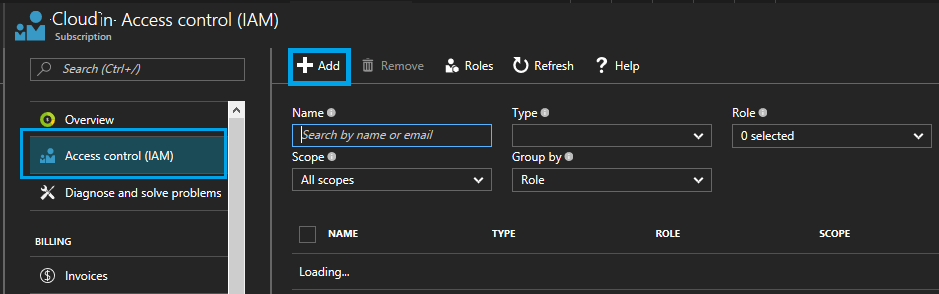 ·Cloudin· Access control (IAM)
Subscription
Search (Ctrl+/)
Add Remove Roles Refresh Help
Overview
Access control (IAM)
Diagnose and solve problems
BILLING
Invoices
Name Type Role
Search by name or email 0 selected
Scope Group by
All scopes Role
NAME TYPE ROLE SCOPE
Loading...